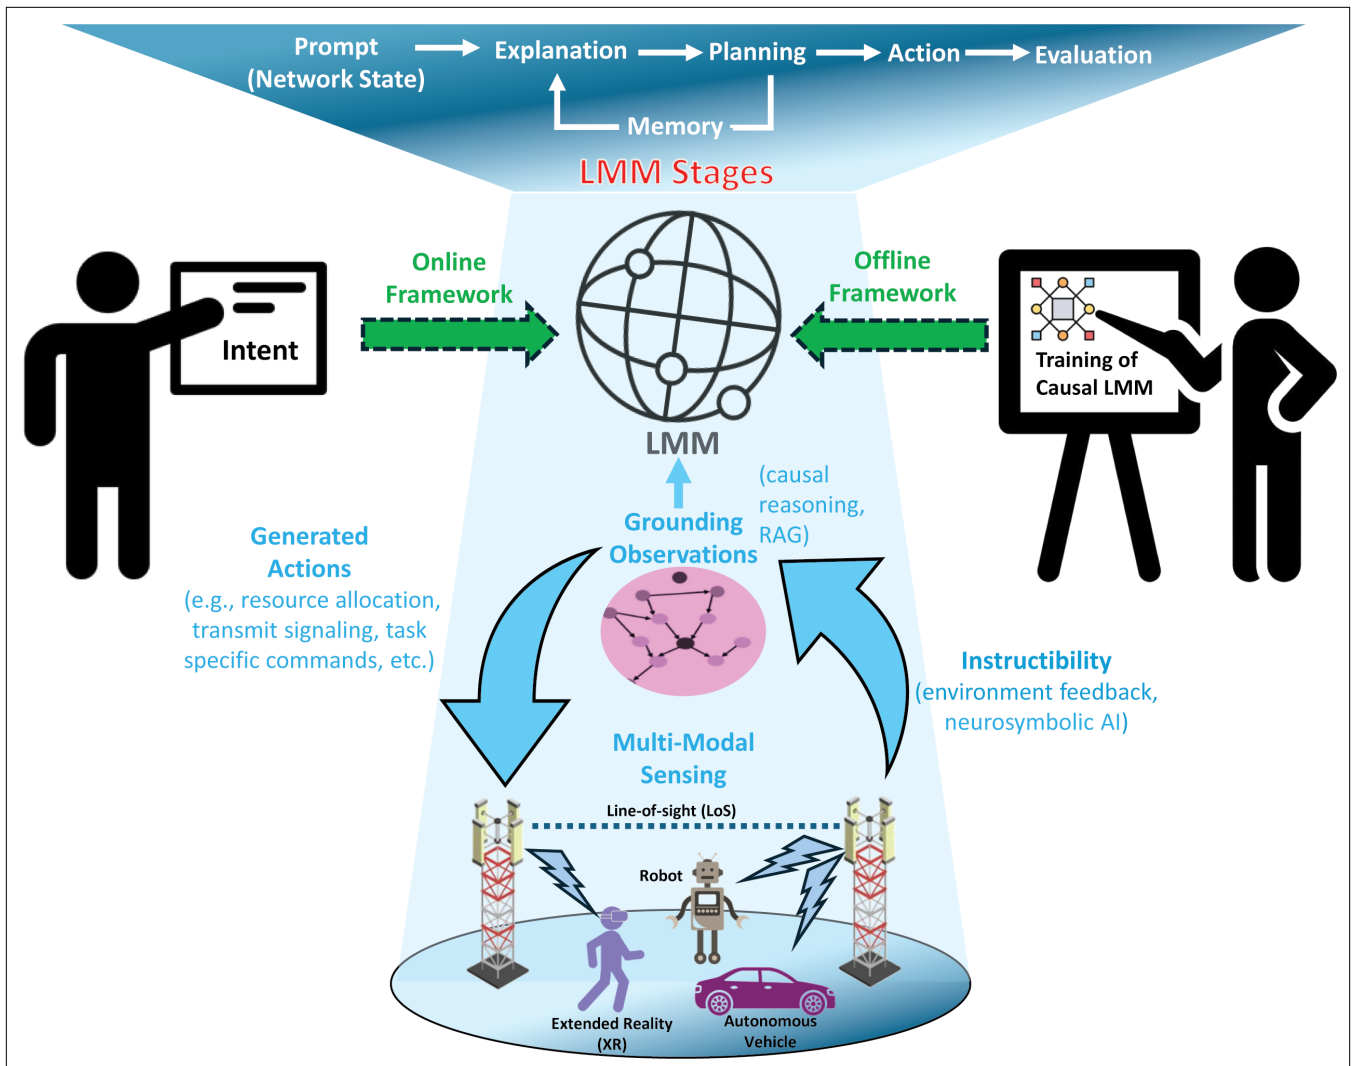 Prompt
(Network State)
Explanation
Planning
Action
Evaluation
Memory
LMM Stages
Online
Framework
Offline
Framework
Intent
Training of
Causal LMM
LMM
(causal
reasoning,
RAG)
Grounding
Observations
Generated
Actions
(e.g., resource allocation,
transmit signaling, task
specific commands, etc.)
Instructibility
(environment feedback,
neurosymbolic AI)
Multi-Modal
Sensing
Line-of-sight (LoS)
Robot
Extended Reality
(XR)
Autonomous
Vehicle